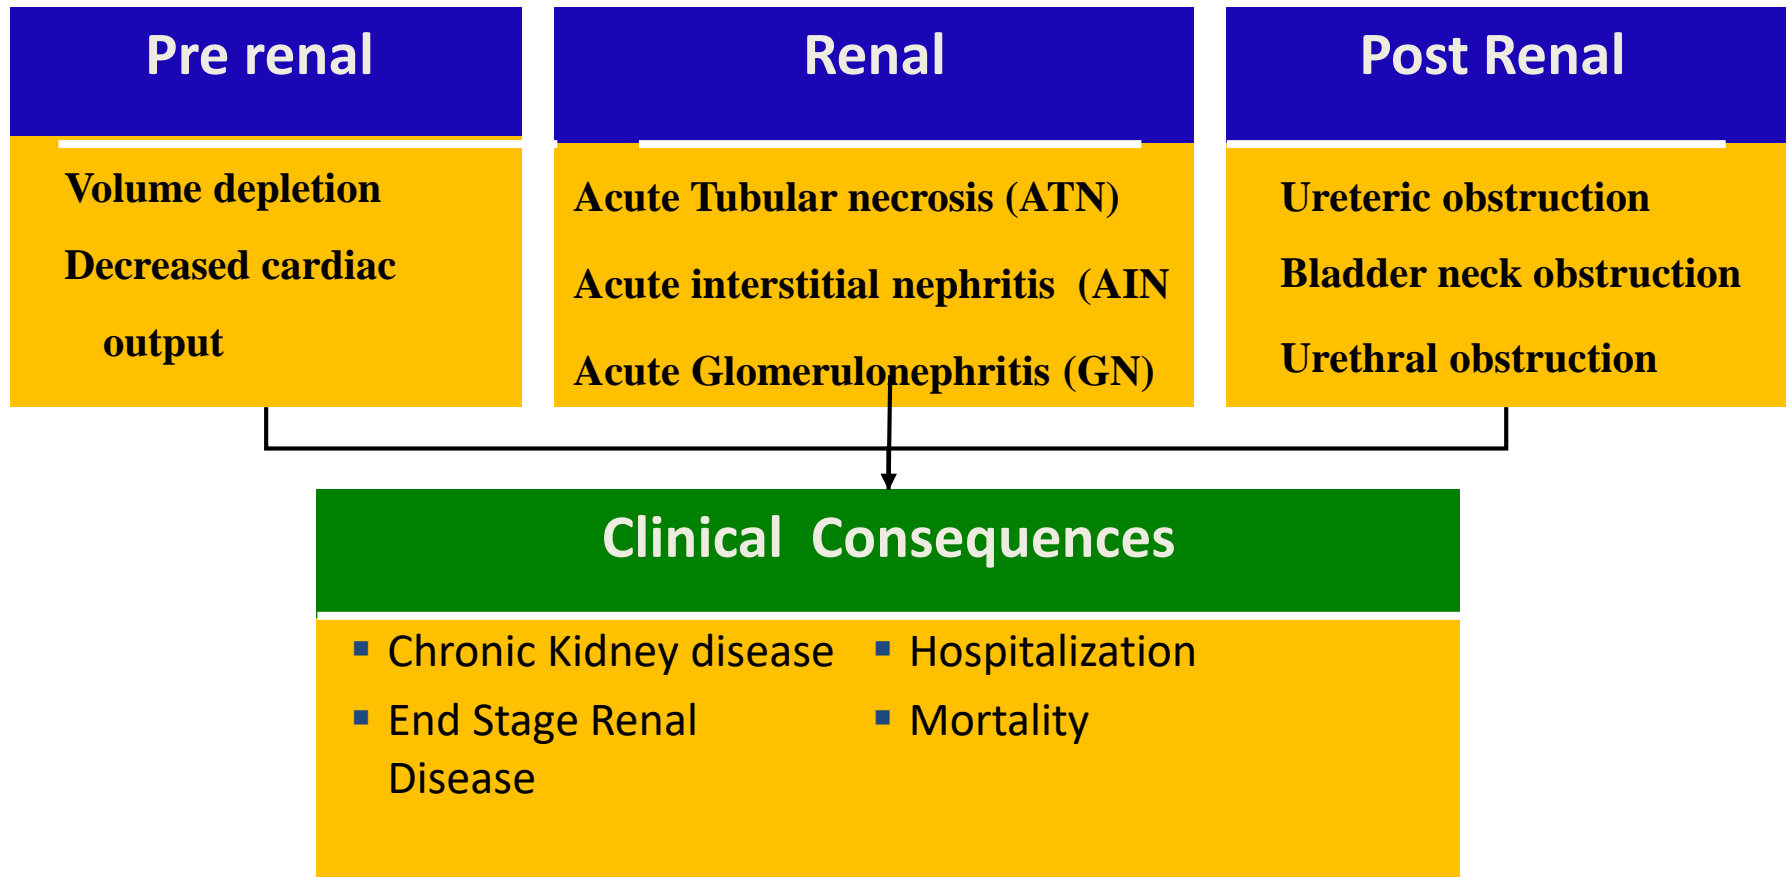 Pre renal
Volume depletion
Decreased cardiac
output
Renal
Acute Tubular necrosis (ATN)
Acute interstitial nephritis  (AIN
Acute Glomerulonephritis (GN)
Post Renal
Ureteric obstruction
Bladder neck obstruction
Urethral obstruction
Clinical  Consequences
▪ Chronic Kidney disease
▪ End Stage Renal
Disease
▪ Hospitalization
▪ Mortality